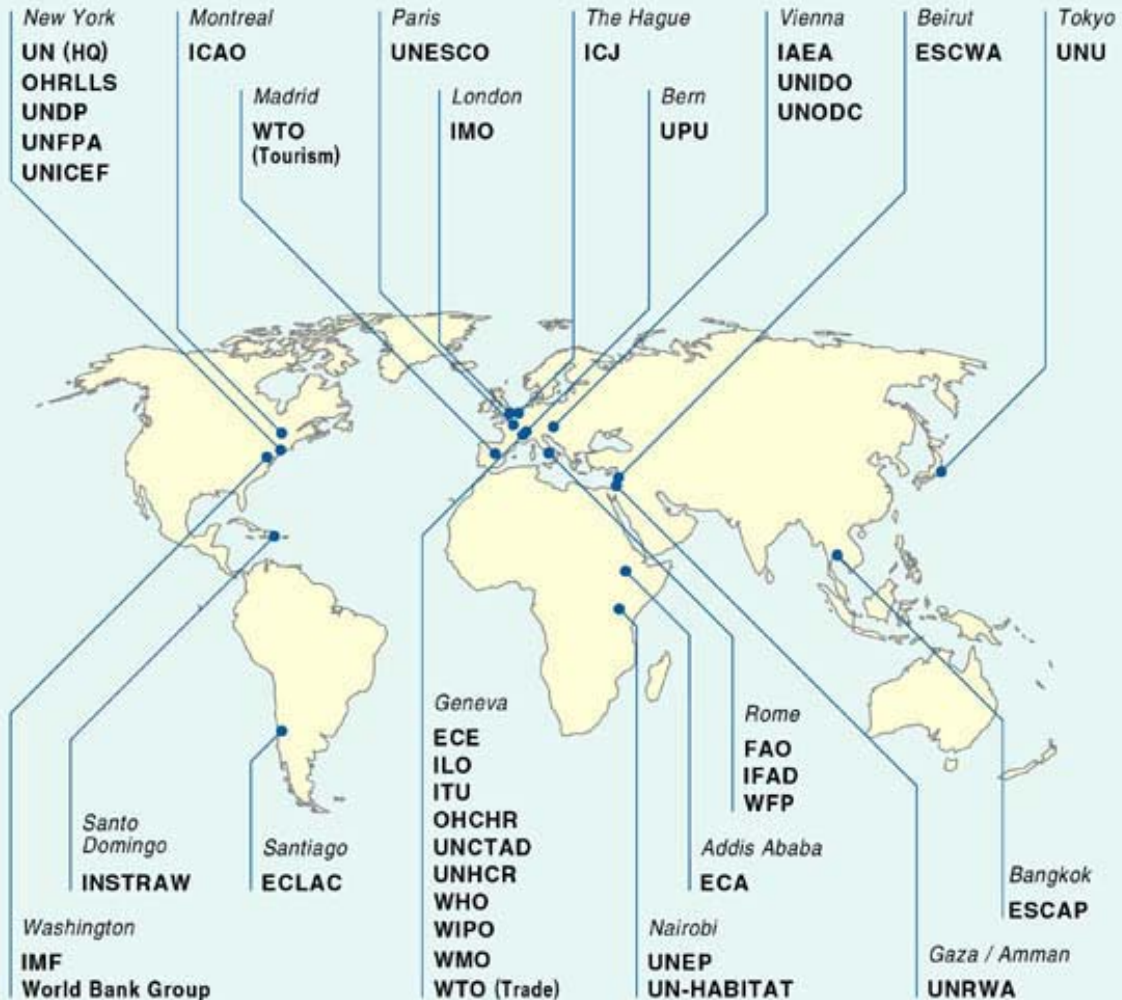 New York
UN (HQ)
OHRLLS
UNDP
UNFPA
UNICEF
Montreal
ICAO
Madrid
WTO
(Tourism)
Paris
UNESCO
London
IMO
The Hague
ICJ
Bern
UPU
Vienna
IAEA
UNIDO
UNODC
Beirut
ESCWA
Tokyo
UNU
Washington
IMF
World Bank Group
Santo
Domingo
INSTRAW
Santiago
ECLAC
Geneva
ECE
ILO
ITU
OHCHR
UNCTAD
UNHCR
WHO
WIPO
WMO
WTO (Trade)
Nairobi
UNEP
UN-HABITAT
Addis Ababa
ECA
Rome
FAO
IFAD
WFP
Gaza / Amman
UNRWA
Bangkok
ESCAP